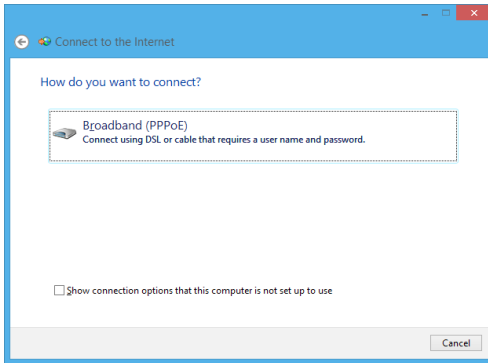 Connect to the Internet
How do you want to connect?
Broadband (PPPoE)
Connect using DSL or cable that requires a user name and password.
Show connection options that this computer is not set up to use
Cancel